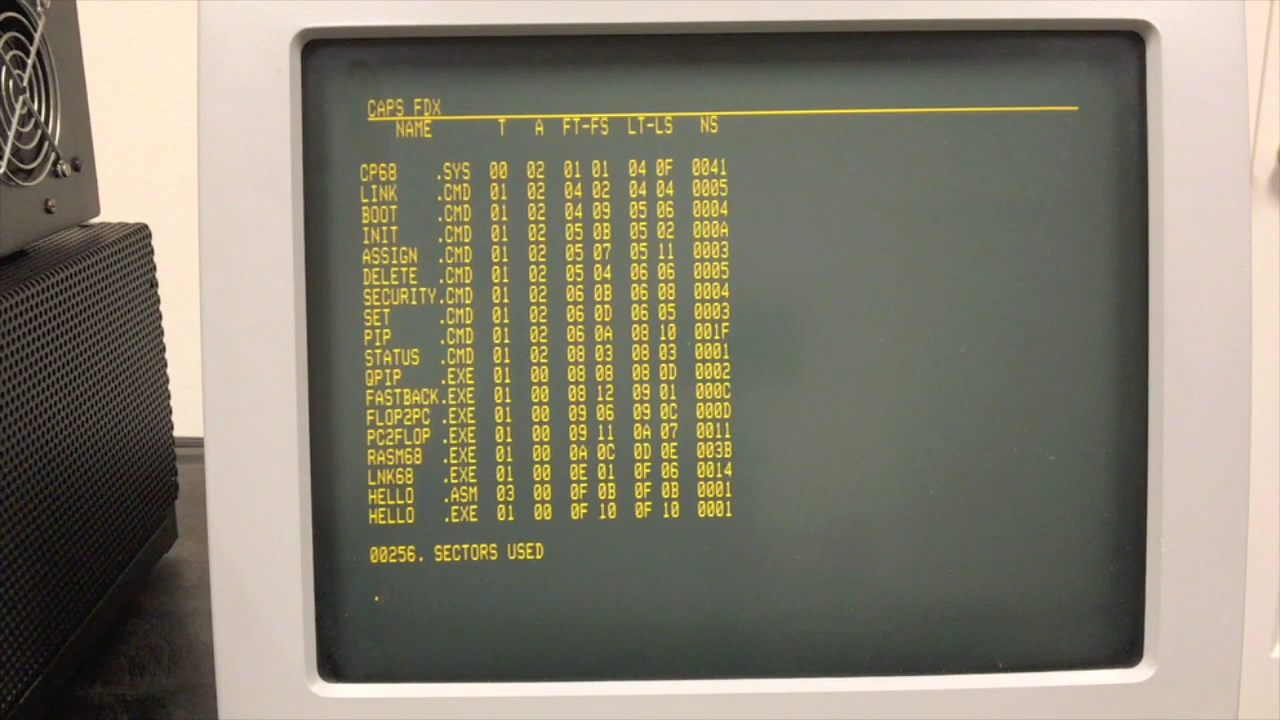 CAPS FDX
NAME T A FT-FS LT-LS NS
CP68 .SYS 00 02 01 01 04 0F 0041
LINK .CMD 01 02 04 02 04 04 0005
BOOT .CMD 01 02 04 09 05 06 0004
INIT .CMD 01 02 05 0B 05 02 000A
ASSIGN .CMD 01 02 05 07 05 11 0003
DELETE .CMD 01 02 05 04 06 06 0005
SECURITY.CMD 01 02 06 0B 06 08 0004
SET .CMD 01 02 06 0D 06 05 0003
PIP .CMD 01 02 06 0A 08 10 001F
STATUS .CMD 01 02 08 03 08 03 0001
QPIP .EXE 01 00 08 08 08 0D 0002
FASTBACK.EXE 01 00 08 12 09 01 000C
FLOP2PC .EXE 01 00 09 06 09 0C 000D
PC2FLOP .EXE 01 00 09 11 0A 07 0011
RASM68 .EXE 01 00 0A 0C 0D 0E 003B
LNK68 .EXE 01 00 0E 01 0F 06 0014
HELLO .ASM 03 00 0F 0B 0F 0B 0001
HELLO .EXE 01 00 0F 10 0F 10 0001
00256. SECTORS USED
.